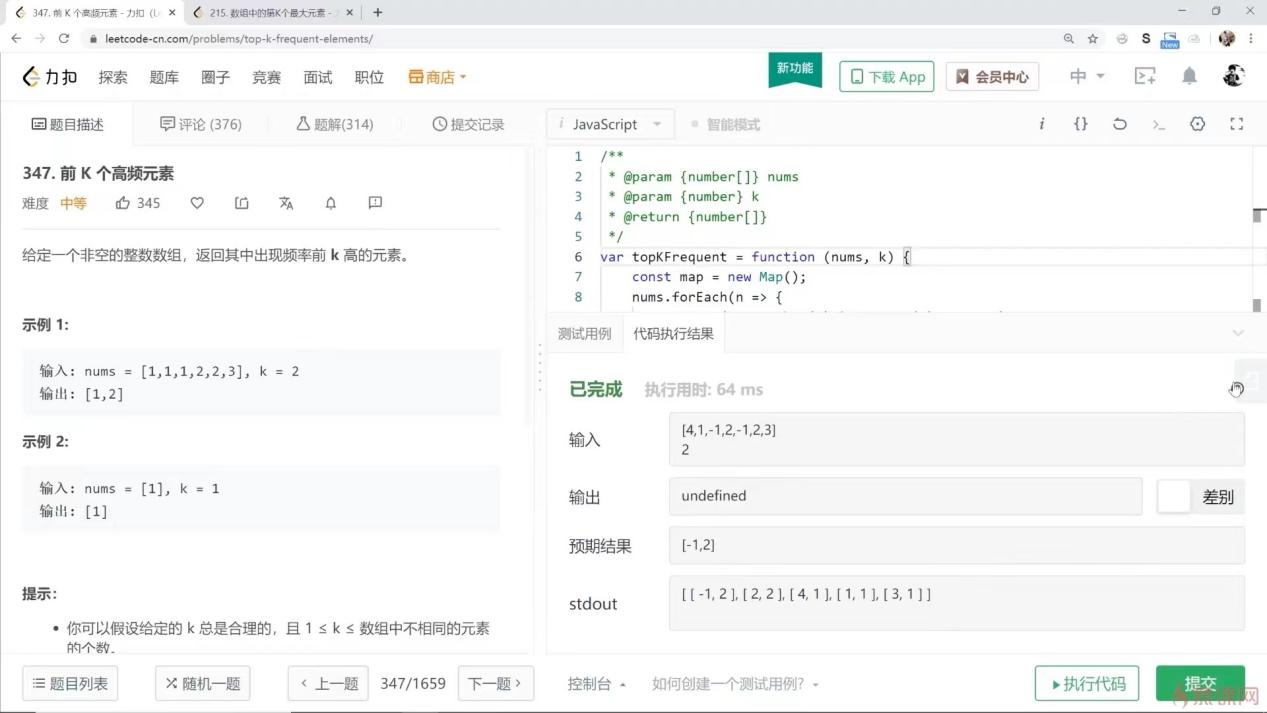 347. 前 K 个高频元素 - 力扣 (Le
215. 数组中的第K个最大元素 -
leetcode-cn.com/problems/top-k-frequent-elements/
S
New
力扣 探索 题库 圈子 竞赛 面试 职位 商店 新功能 下载 App 会员中心 中
题目描述 评论 (376) 题解(314) 提交记录
i JavaScript 智能模式 i {} >_
347. 前 K 个高频元素
难度 中等 345
给定一个非空的整数数组，返回其中出现频率前 k 高的元素。
示例 1:
输入: nums = [1,1,1,2,2,3], k = 2
输出: [1,2]
示例 2:
输入: nums = [1], k = 1
输出: [1]
提示:
• 你可以假设给定的 k 总是合理的，且 1 ≤ k ≤ 数组中不相同的元素
的个数。
1 /**
2 * @param {number[]} nums
3 * @param {number} k
4 * @return {number[]}
5 */
6 var topKFrequent = function (nums, k) {
7 const map = new Map();
8 nums.forEach(n => {
测试用例 代码执行结果
已完成 执行用时: 64 ms
输入
[4,1,-1,2,-1,2,3]
2
输出 undefined 差别
预期结果 [-1,2]
stdout [ [ -1, 2 ], [ 2, 2 ], [ 4, 1 ], [ 1, 1 ], [ 3, 1 ] ]
题目列表 随机一题 上一题 347/1659 下一题
控制台 如何创建一个测试用例? 执行代码 提交